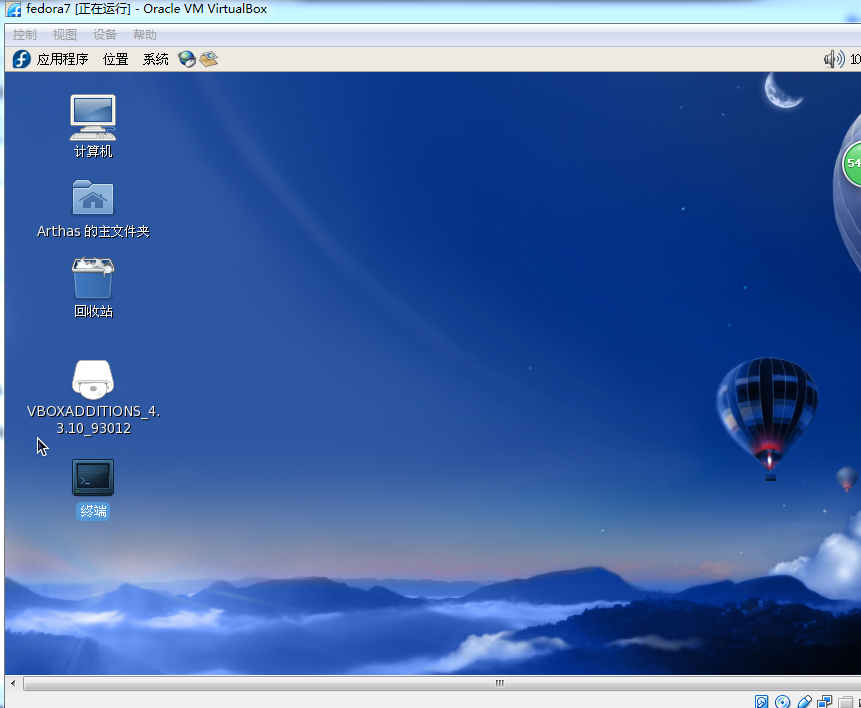 fedora7 [正在运行] - Oracle VM VirtualBox
控制 视图 设备 帮助
应用程序 位置 系统 10
计算机
54
Arthas 的主文件夹
回收站
VBOXADDITIONS_4.
3.10_93012
终端